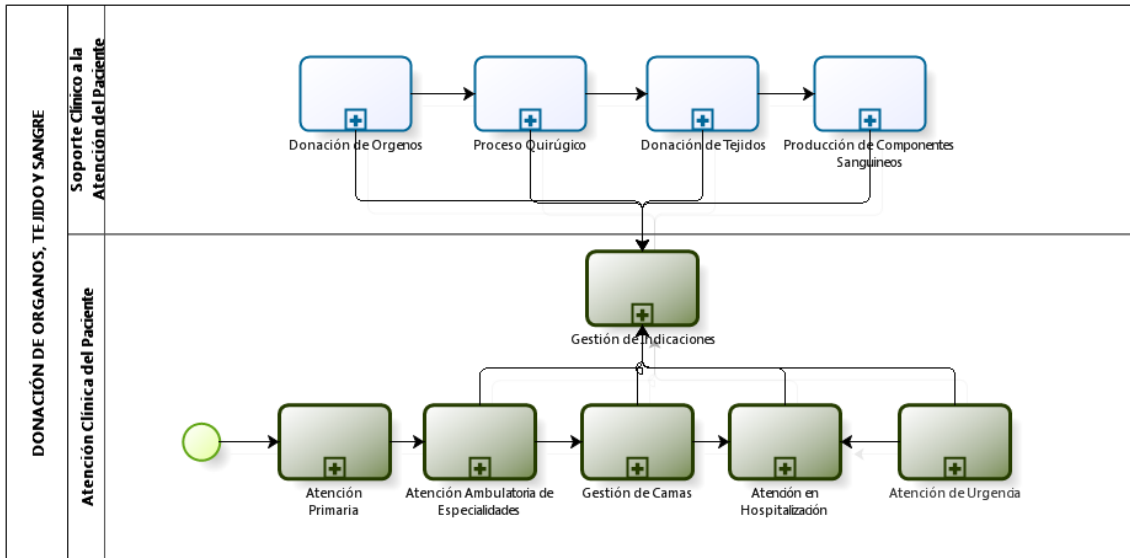 DONACIÓN DE ORGANOS, TEJIDO Y SANGRE
Soporte Clínico a la
Atención del Paciente
Donación de Orgenos
Proceso Quirúgico
Donación de Tejidos
Producción de Componentes
Sanguineos
Atención Clínica del Paciente
Gestión de Indicaciones
Atención
Primaria
Atención Ambulatoria de
Especialidades
Gestión de Camas
Atención en
Hospitalización
Atención de Urgencia